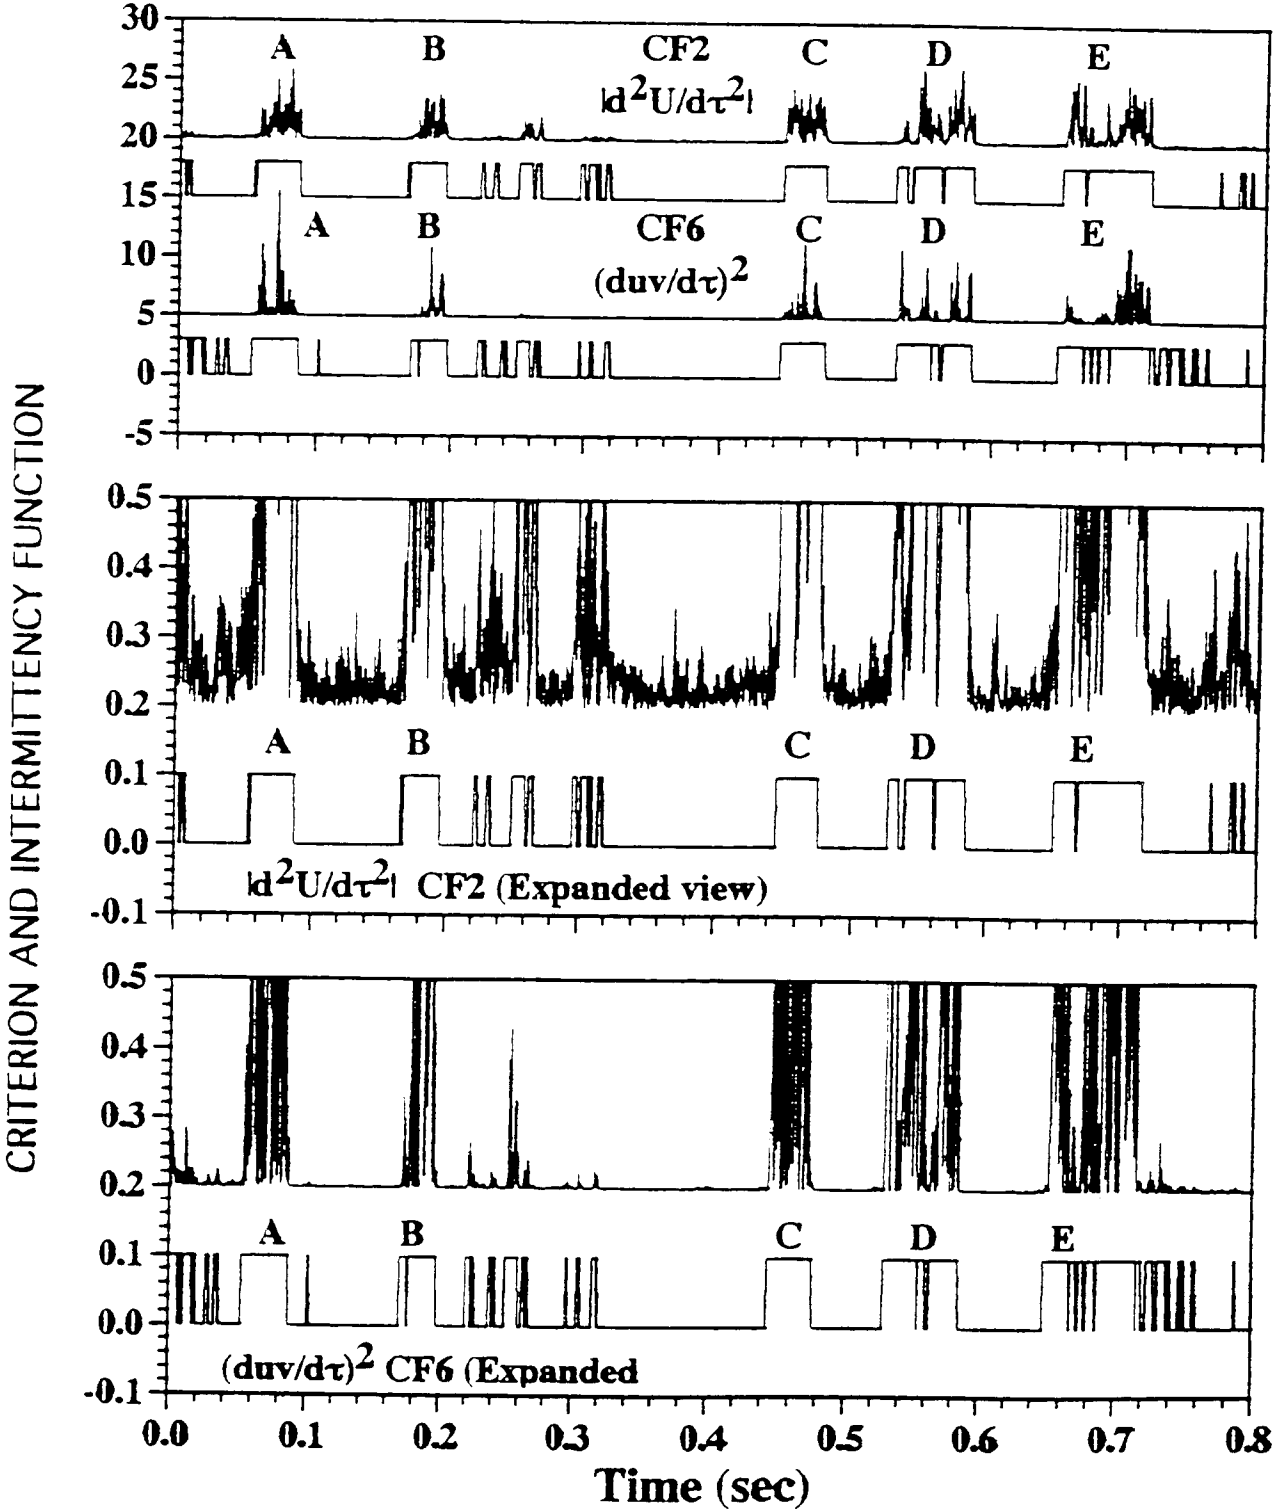 CRITERION AND INTERMITTENCY FUNCTION
30
25
20
15
10
5
0
-5
A B CF2 C D E
|d²U/dτ²|
A B CF6 C D E
(duv/dτ)²
0.5
0.4
0.3
0.2
0.1
0.0
-0.1
A B C D E
|d²U/dτ²| CF2 (Expanded view)
0.5
0.4
0.3
0.2
0.1
0.0
-0.1
A B C D E
(duv/dτ)² CF6 (Expanded
0.0 0.1 0.2 0.3 0.4 0.5 0.6 0.7 0.8
Time (sec)